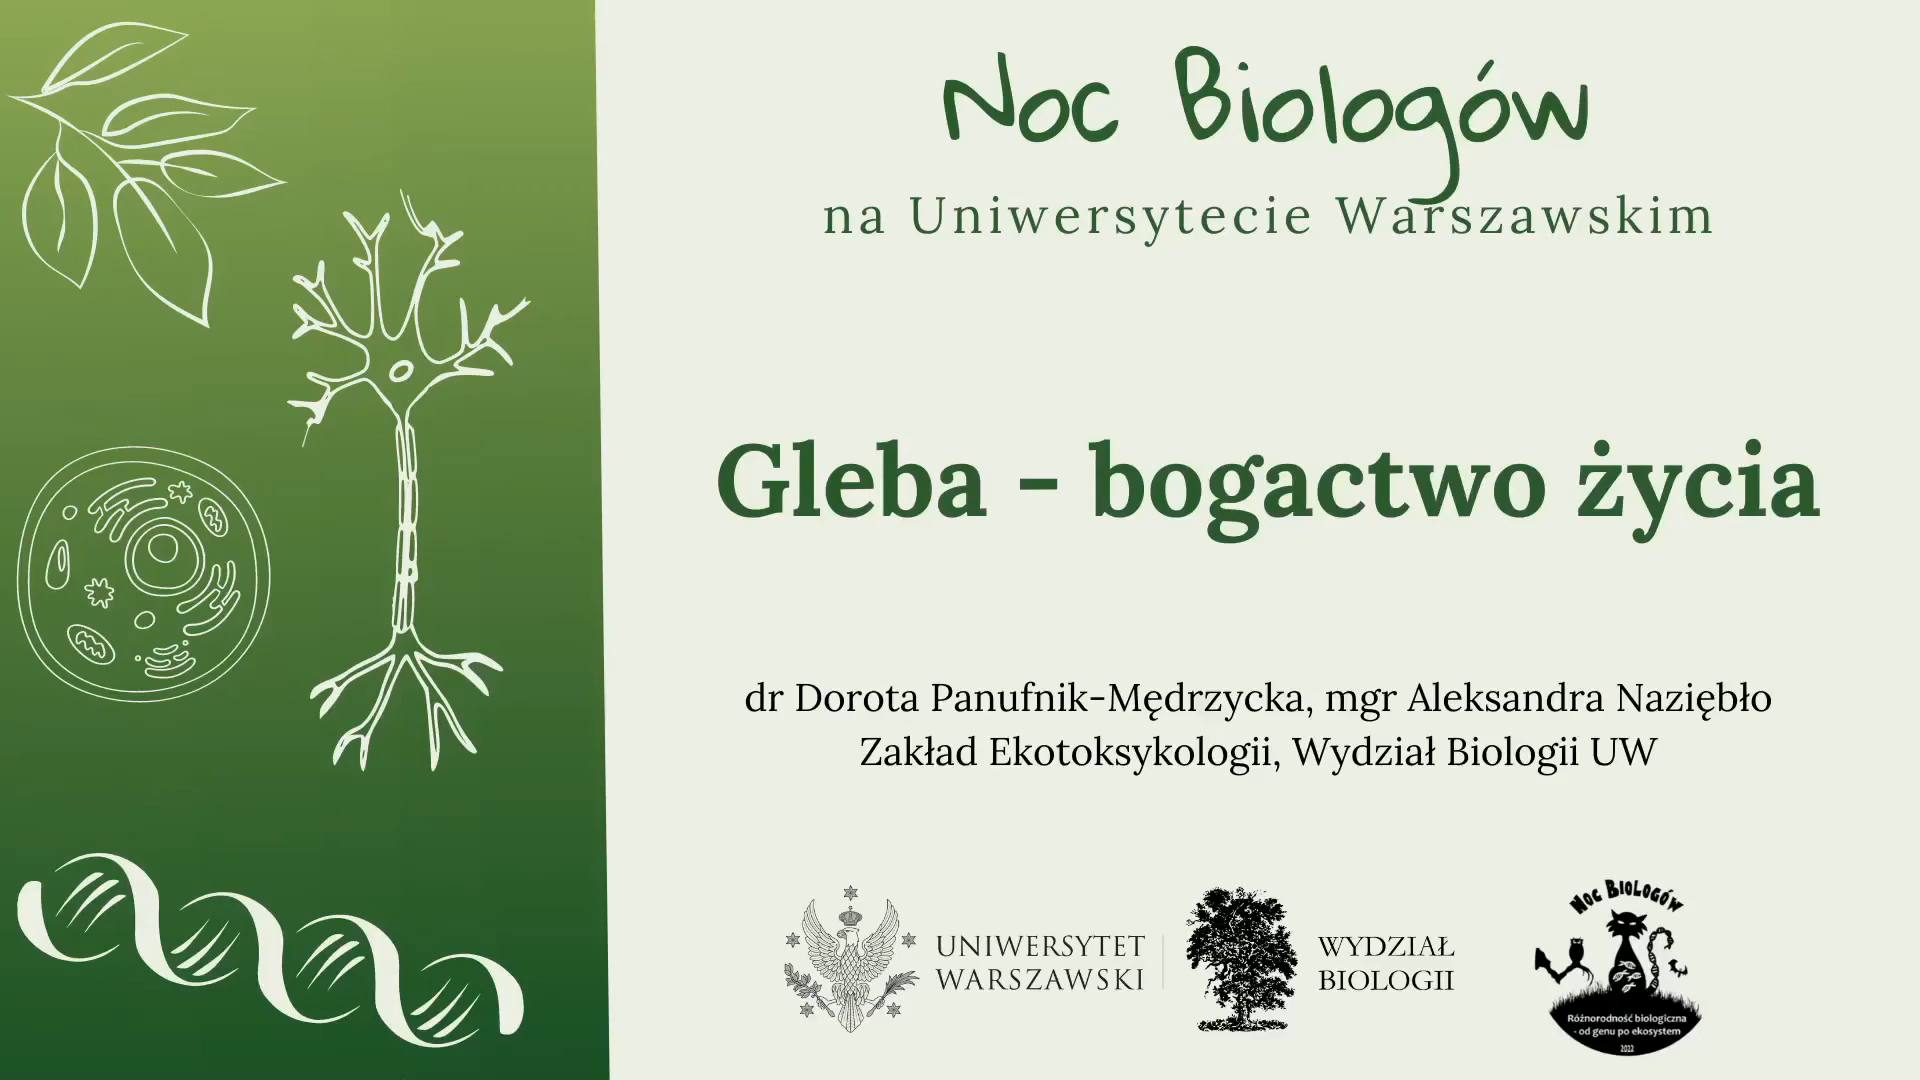 Noc Biologów
na Uniwersytecie Warszawskim
Gleba - bogactwo życia
dr Dorota Panufnik-Mędrzycka, mgr Aleksandra Naziębło
Zakład Ekotoksykologii, Wydział Biologii UW
UNIWERSYTET
WARSZAWSKI
WYDZIAŁ
BIOLOGII
Noc Biologów
Różnorodność biologiczna
- od genu po ekosystem
2022